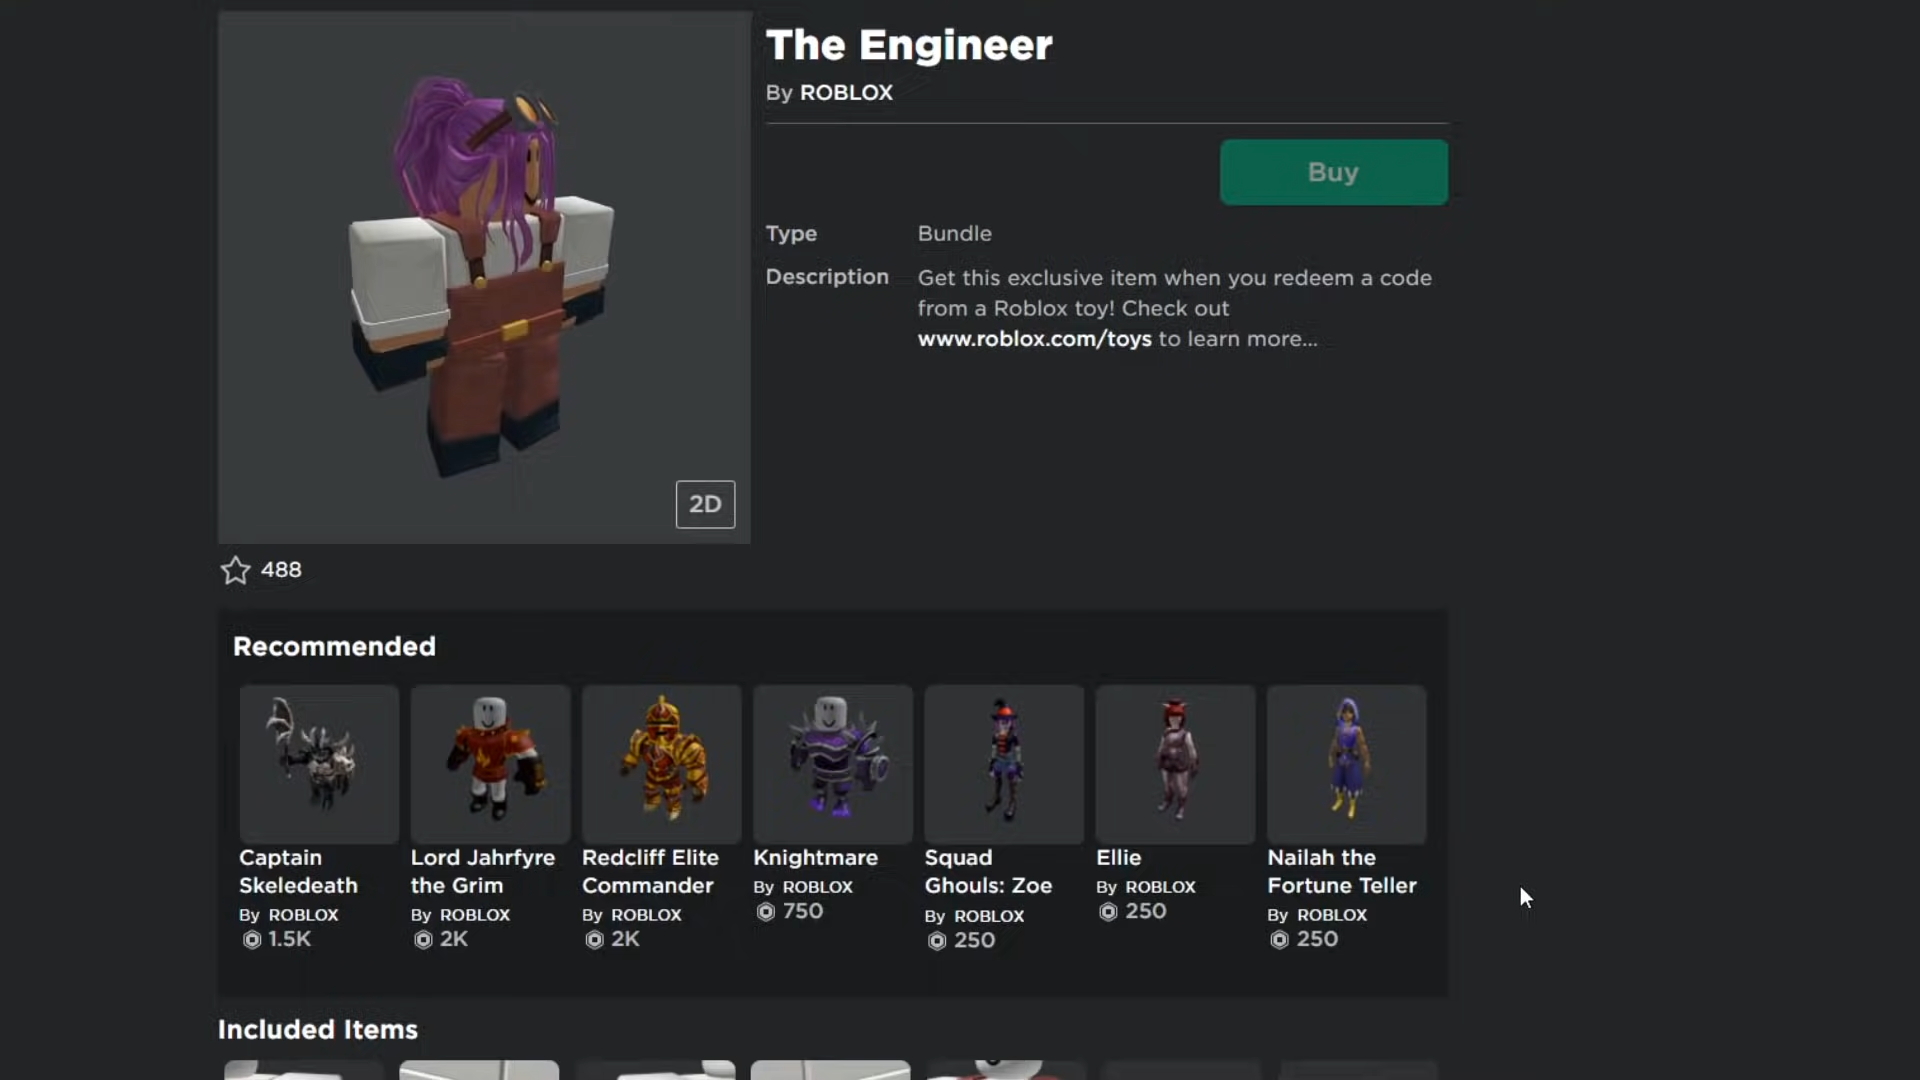 The Engineer
By ROBLOX
Buy
Type
Bundle
Description
Get this exclusive item when you redeem a code
from a Roblox toy! Check out
www.roblox.com/toys to learn more...
2D
488
Recommended
Captain
Skeledeath
By ROBLOX
1.5K
Lord Jahrfyre
the Grim
By ROBLOX
2K
Redcliff Elite
Commander
By ROBLOX
2K
Knightmare
By ROBLOX
750
Squad
Ghouls: Zoe
By ROBLOX
250
Ellie
By ROBLOX
250
Nailah the
Fortune Teller
By ROBLOX
250
Included Items